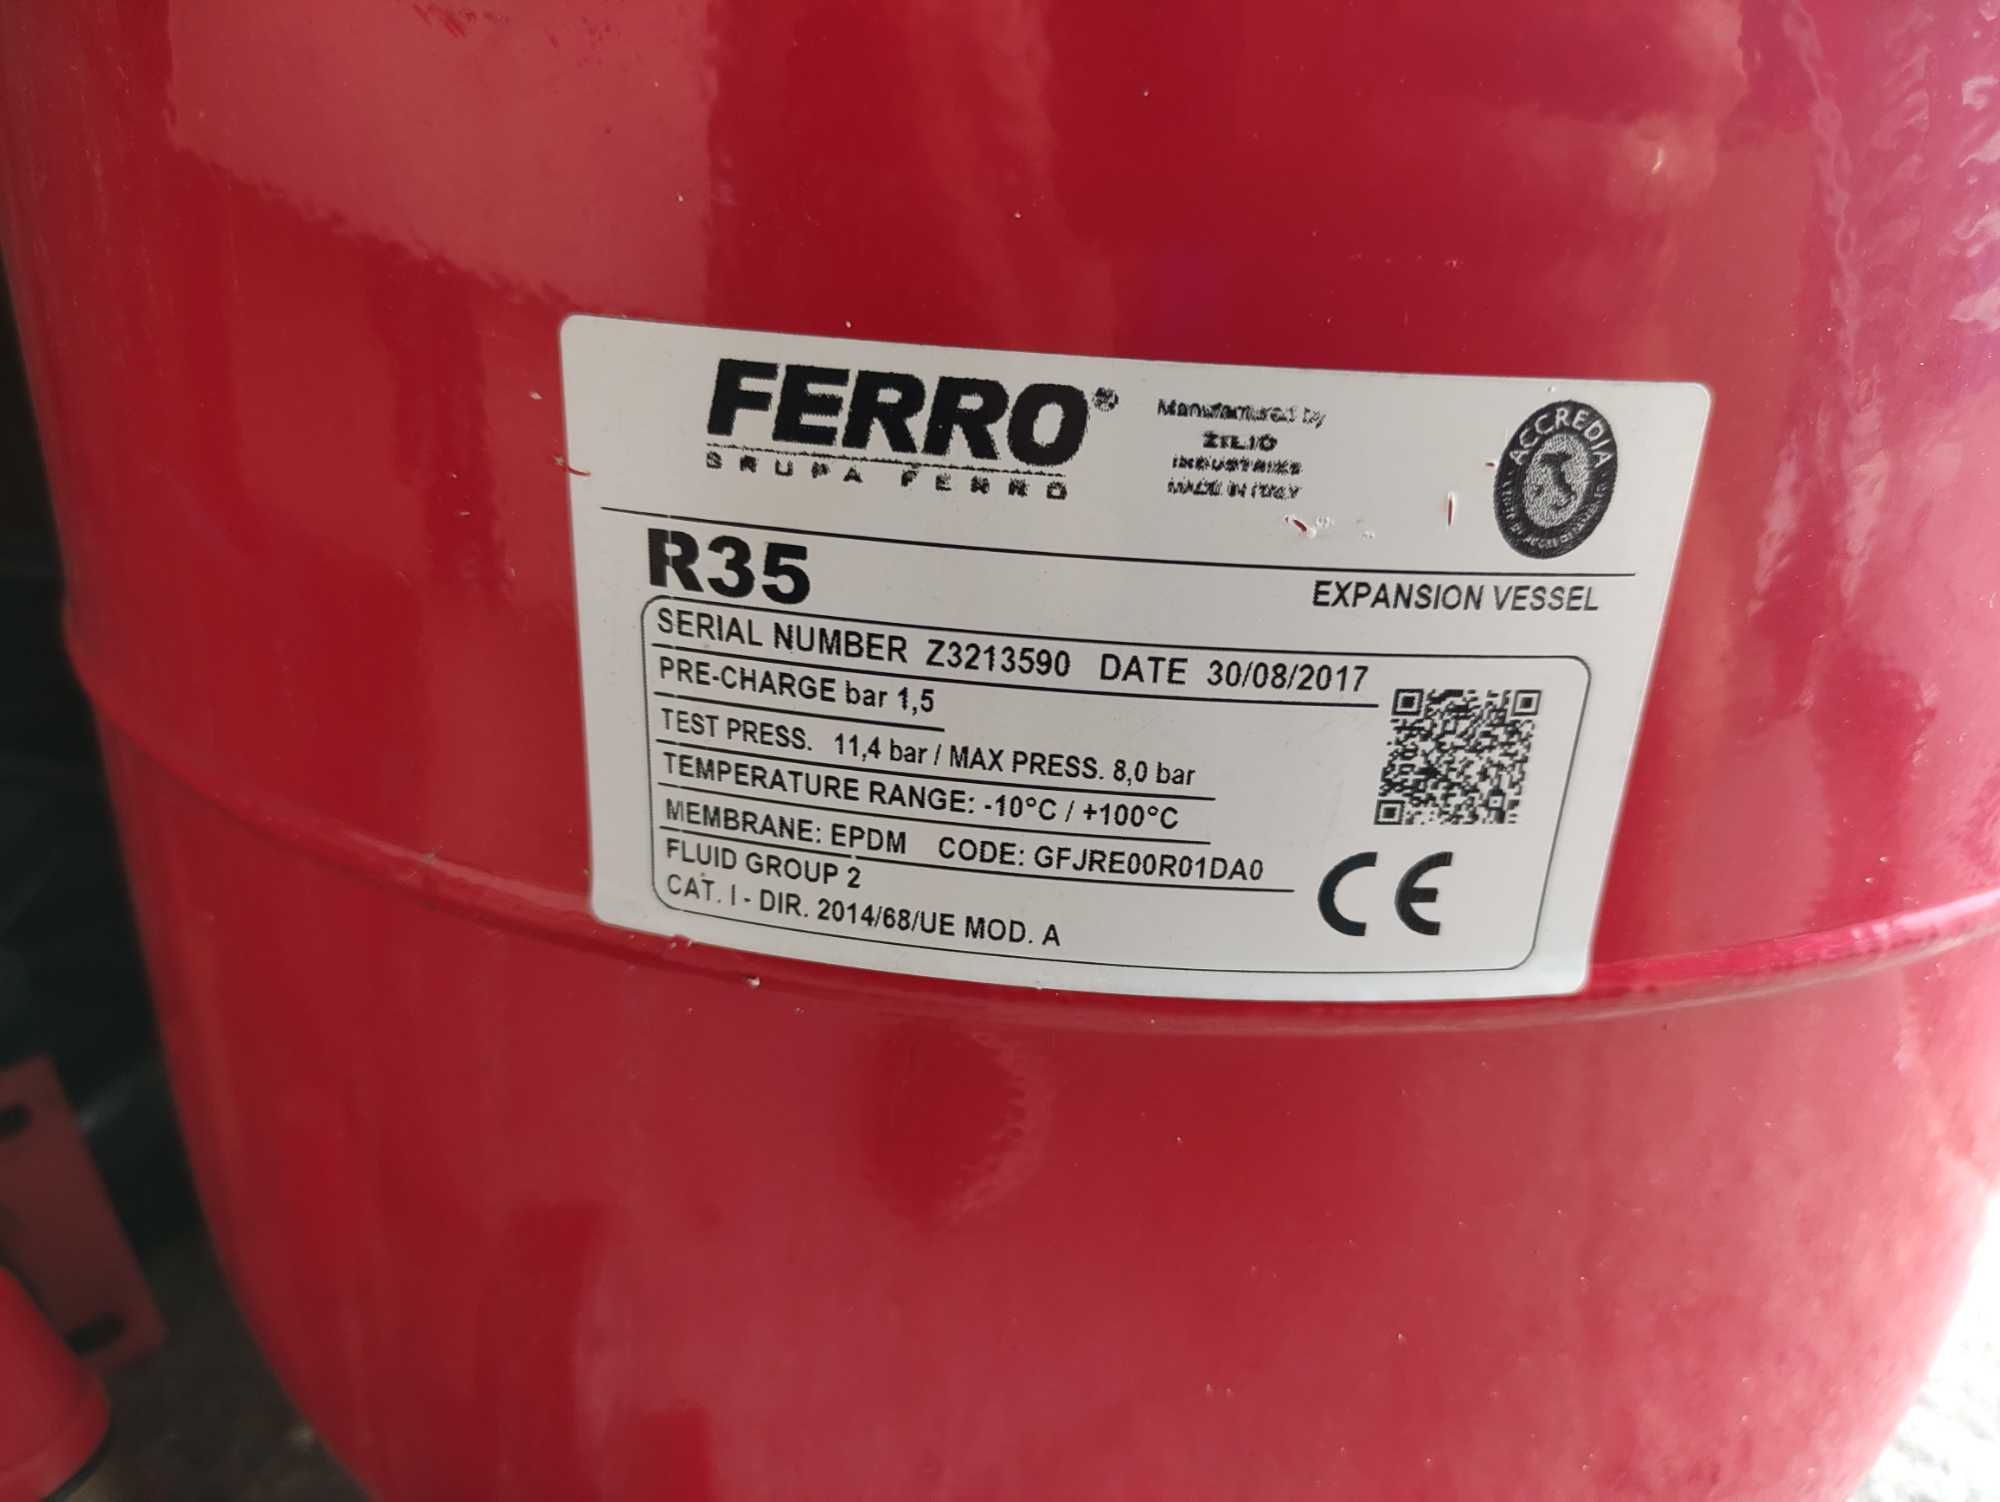 FERRO®
GRUPA FERRO
Manufactured by
ZILIO
INDUSTRIES
MADE IN ITALY
ACCREDIA
R35
EXPANSION VESSEL
SERIAL NUMBER Z3213590 DATE 30/08/2017
PRE-CHARGE bar 1,5
TEST PRESS. 11,4 bar / MAX PRESS. 8,0 bar
TEMPERATURE RANGE: -10°C / +100°C
MEMBRANE: EPDM CODE: GFJRE00R01DA0
FLUID GROUP 2
CAT. I - DIR. 2014/68/UE MOD. A
CE